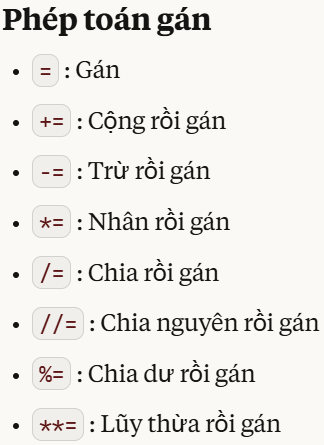 Phép toán gán
• = : Gán
• += : Cộng rồi gán
• -= : Trừ rồi gán
• *= : Nhân rồi gán
• /= : Chia rồi gán
• //= : Chia nguyên rồi gán
• %= : Chia dư rồi gán
• **= : Lũy thừa rồi gán